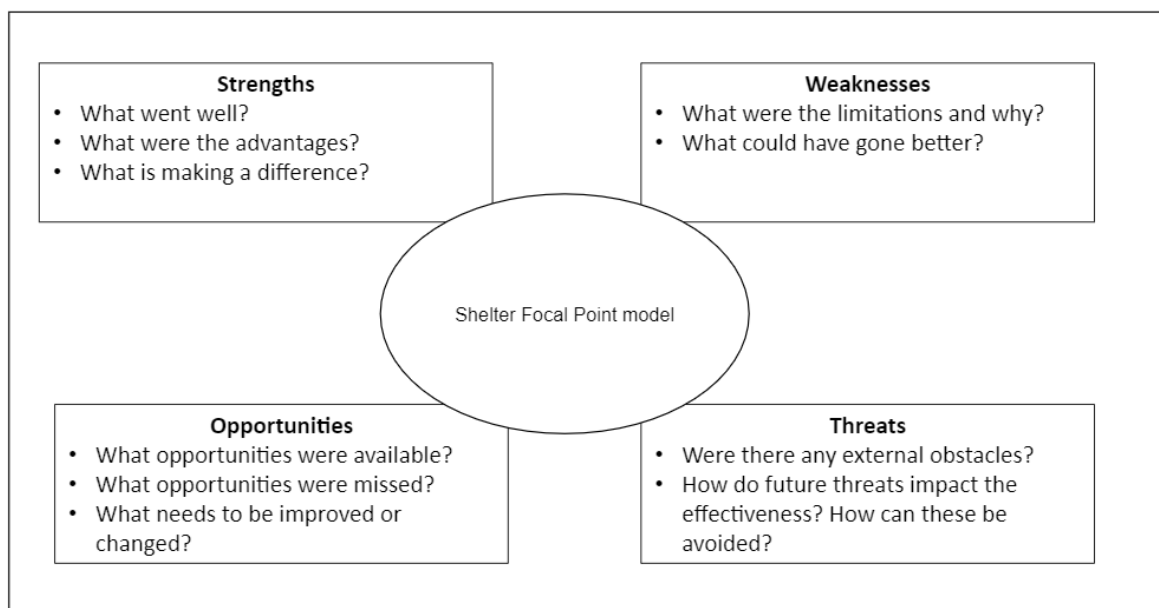 Strengths
• What went well?
• What were the advantages?
• What is making a difference?
Weaknesses
• What were the limitations and why?
• What could have gone better?
Shelter Focal Point model
Opportunities
• What opportunities were available?
• What opportunities were missed?
• What needs to be improved or
changed?
Threats
• Were there any external obstacles?
• How do future threats impact the
effectiveness? How can these be
avoided?